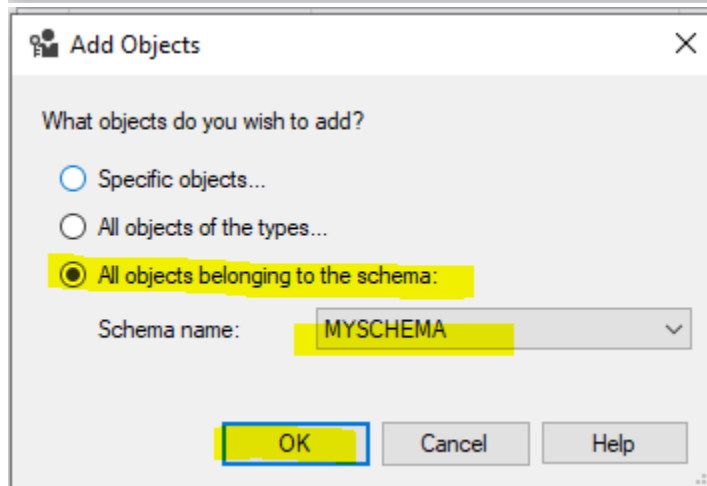 Add Objects
What objects do you wish to add?
Specific objects...
All objects of the types...
All objects belonging to the schema:
Schema name: MYSCHEMA
OK Cancel Help